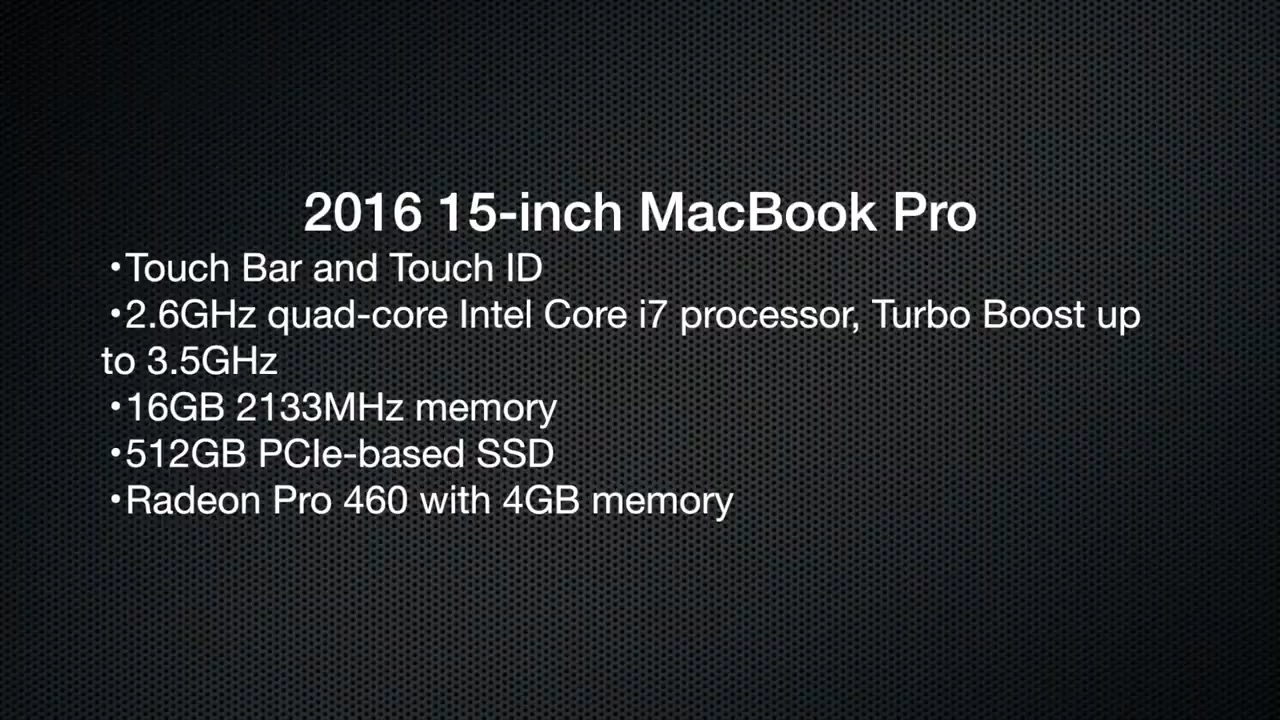 2016 15-inch MacBook Pro
•Touch Bar and Touch ID
•2.6GHz quad-core Intel Core i7 processor, Turbo Boost up
to 3.5GHz
•16GB 2133MHz memory
•512GB PCIe-based SSD
•Radeon Pro 460 with 4GB memory